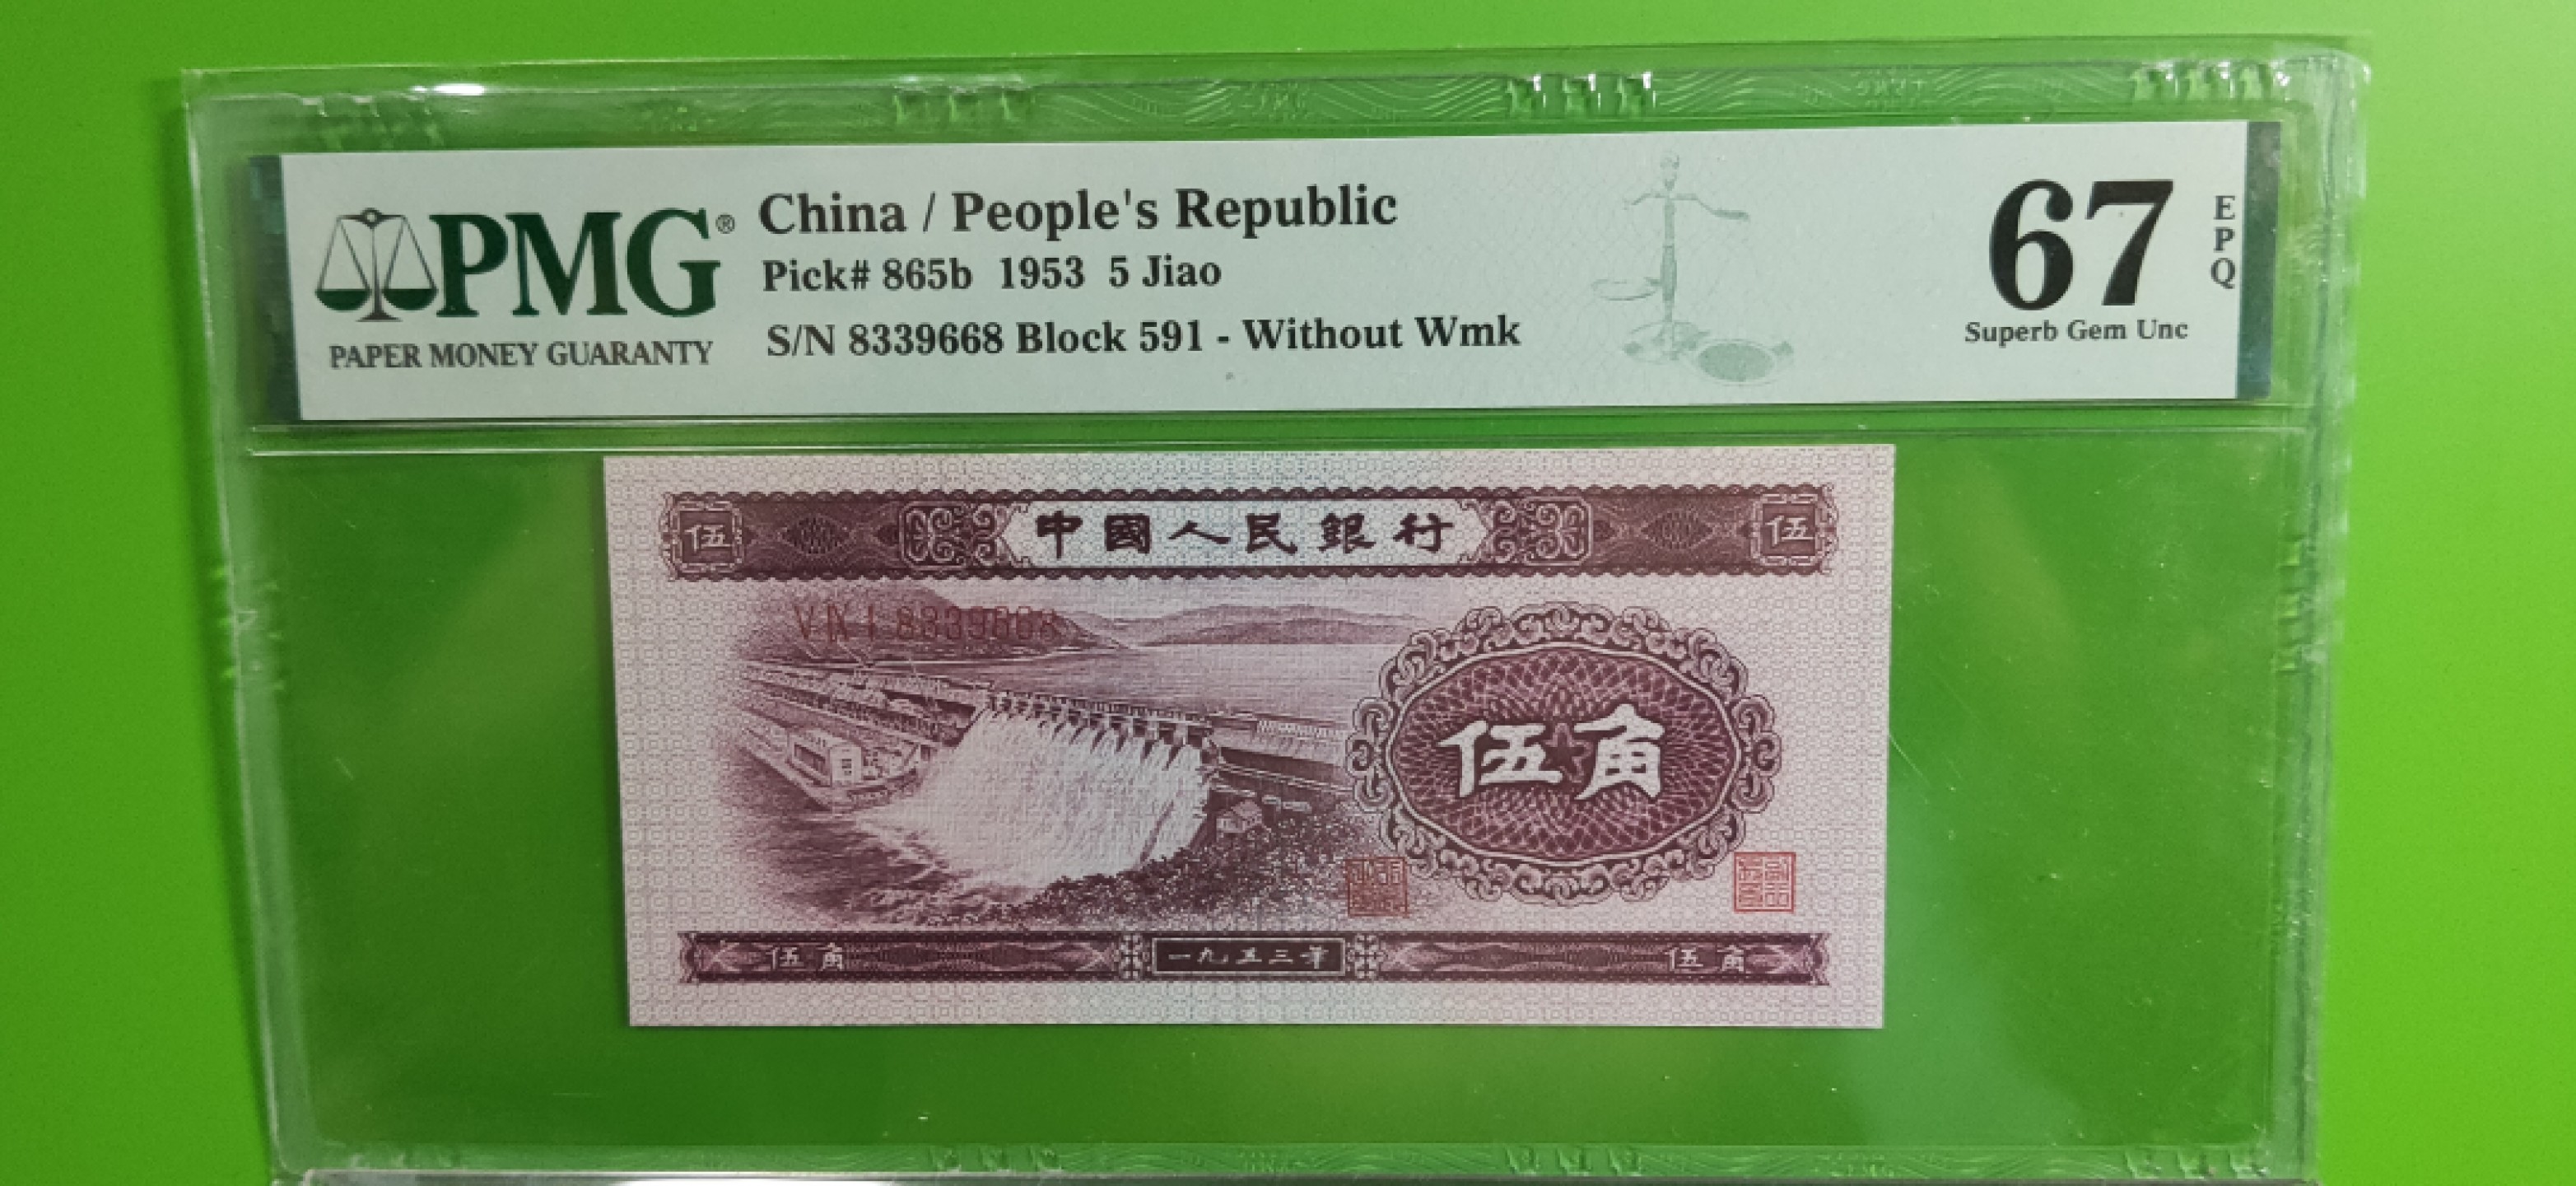 PMG®
PAPER MONEY GUARANTY
China / People's Republic
Pick# 865b 1953 5 Jiao
S/N 8339668 Block 591 - Without Wmk
67
EPQ
Superb Gem Unc
伍 中國人民銀行 伍
8339668
伍角
伍角 一九五三年 伍角